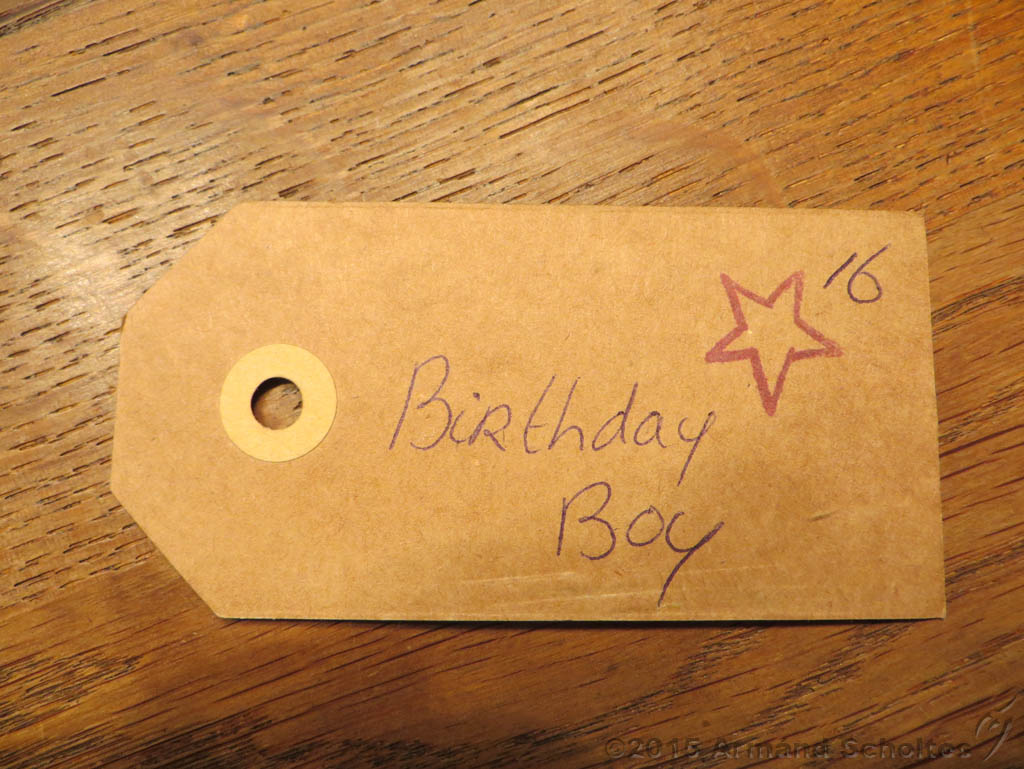 '16
Birthday
Boy
©2015 Armand Scholtes